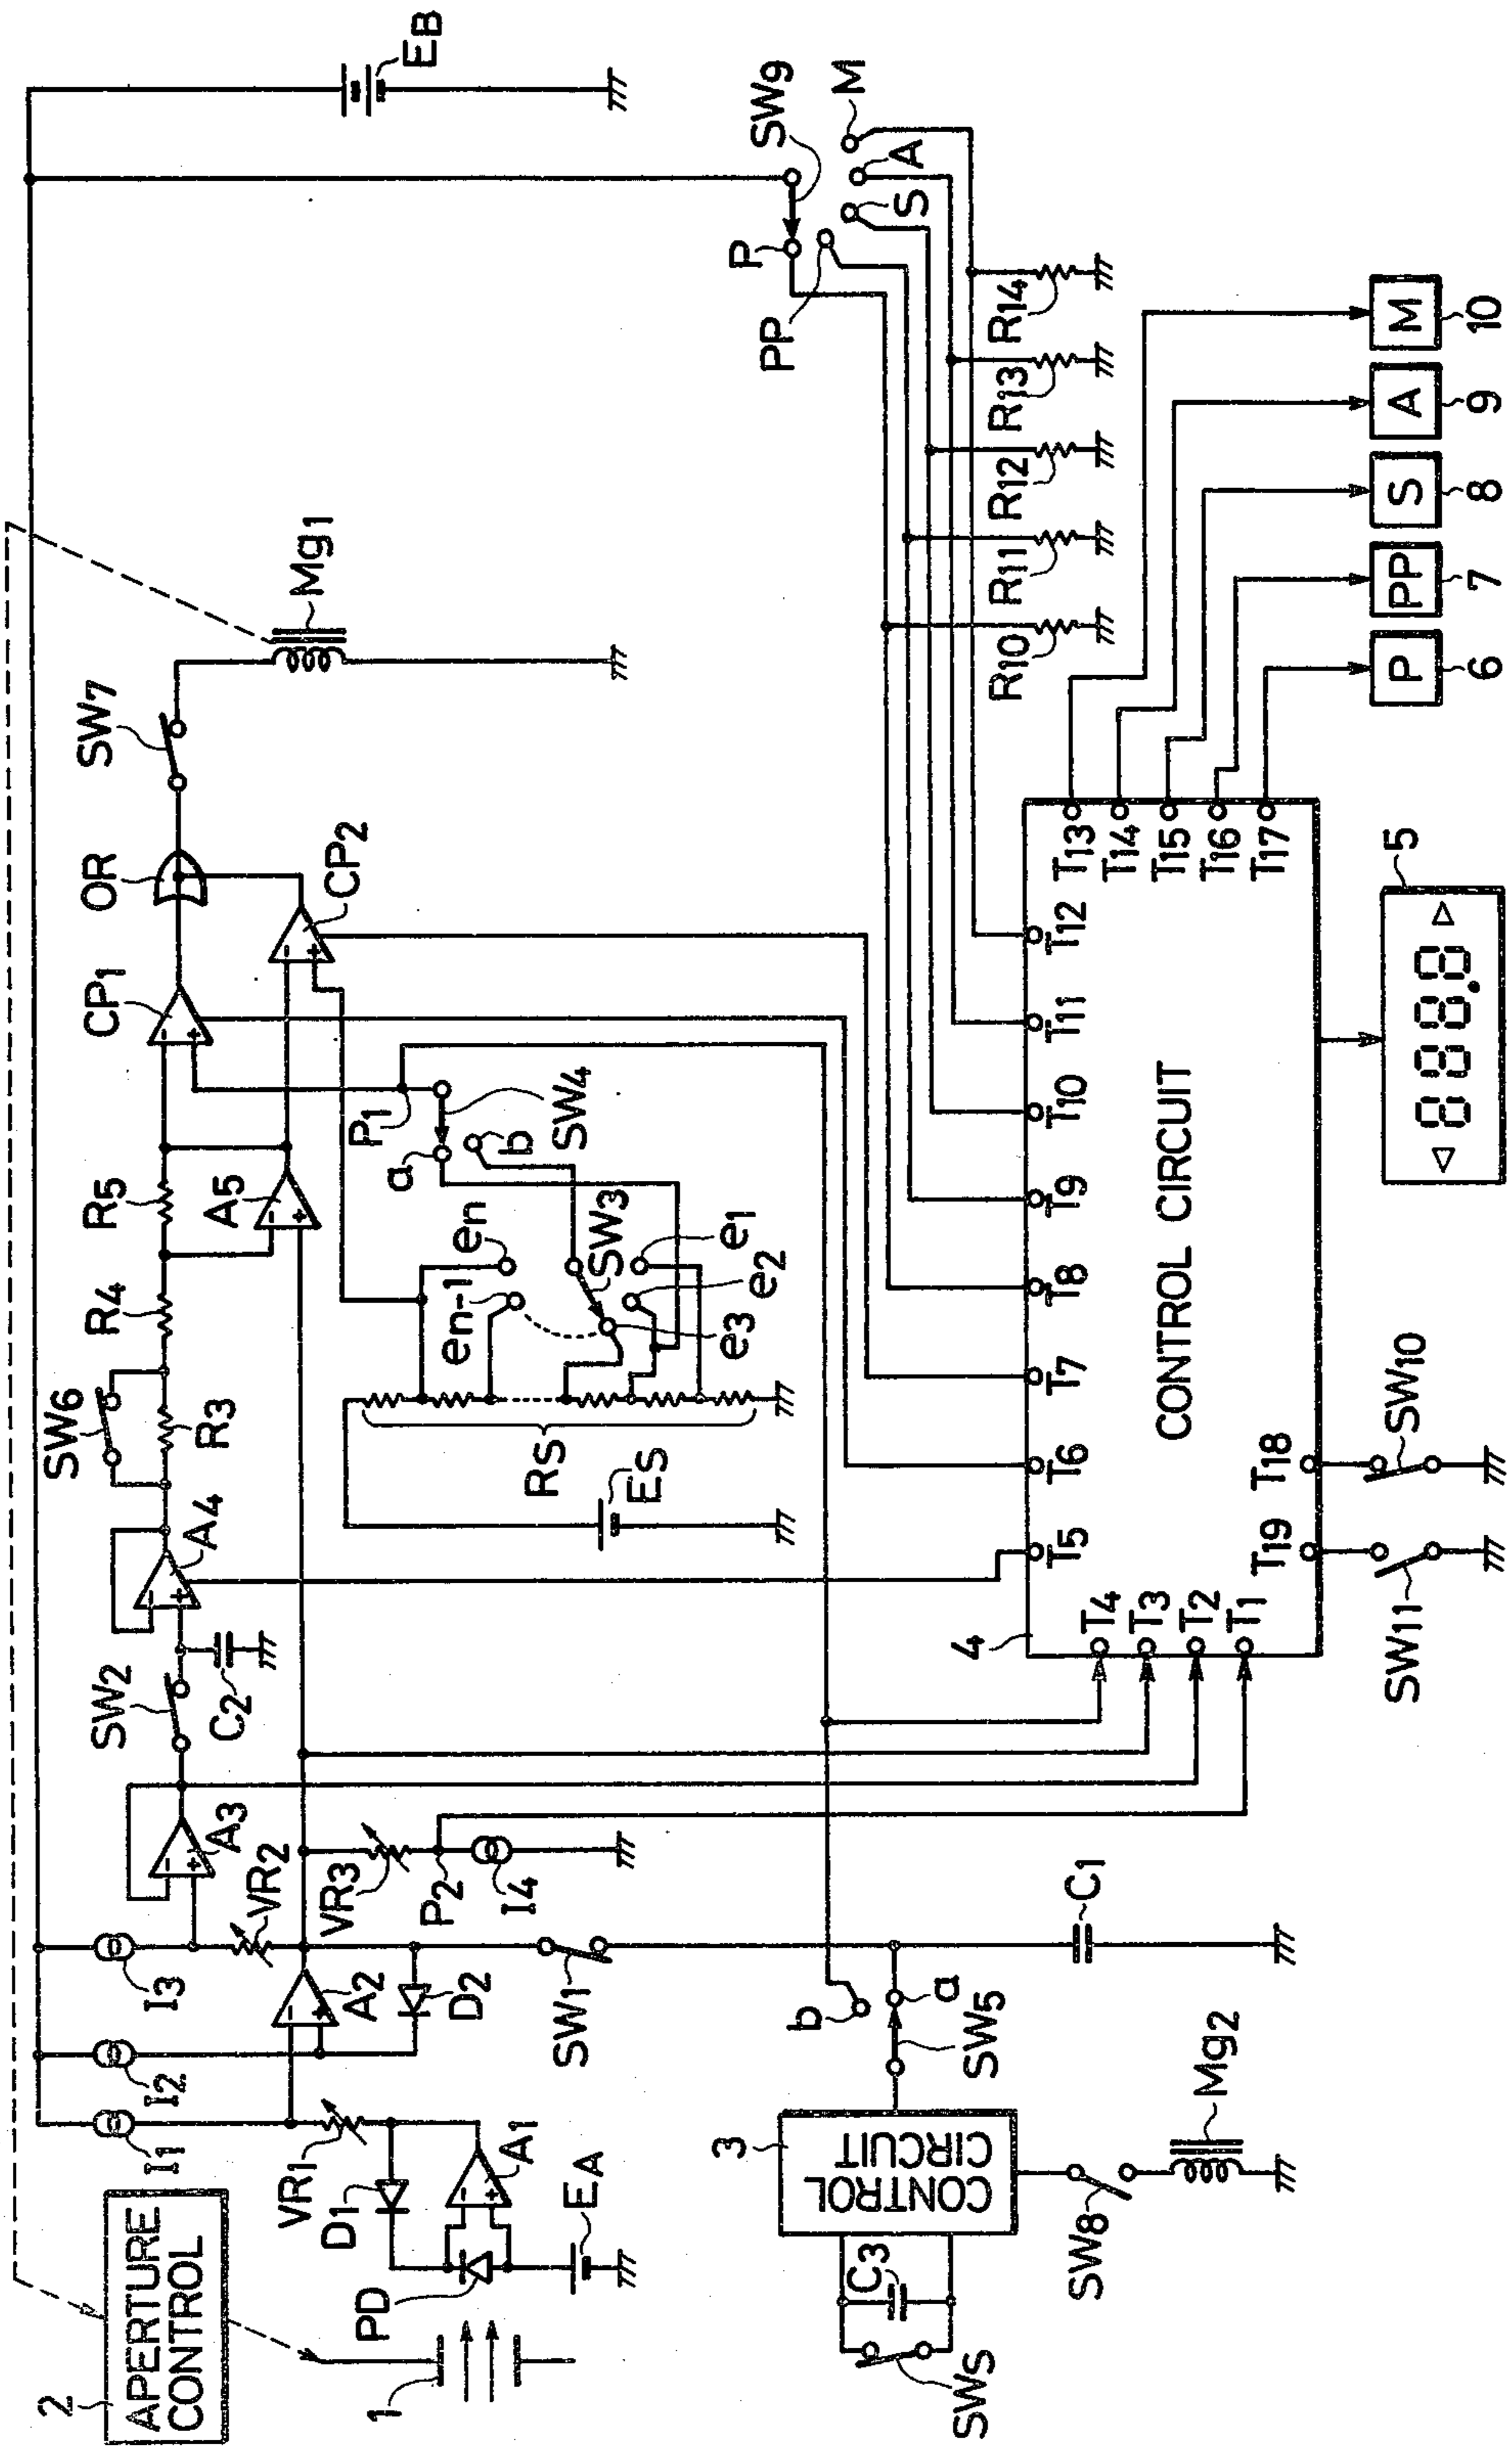 2
APERTURE
CONTROL
1
I1
I2
I3
VR1
D1
PD
A1
EA
A2
D2
VR2
A3
VR3
P2
I4
SW1
SW2
C2
A4
SW6
R3
R4
R5
A5
CP1
CP2
OR
SW7
Mg1
EB
RS
ES
en
en-1
e3
e2
e1
SW3
a
b
SW4
P1
3
CONTROL
CIRCUIT
C3
SWS
SW8
Mg2
b
a
SW5
C1
4
T4
T3
T2
T1
T5
T6
T7
T8
T9
T10
T11
T12
CONTROL CIRCUIT
T13
T14
T15
T16
T17
T19
T18
SW11
SW10
5
888.8
P
PP
S
A
M
SW9
R10
R11
R12
R13
R14
P
PP
S
A
M
6
7
8
9
10